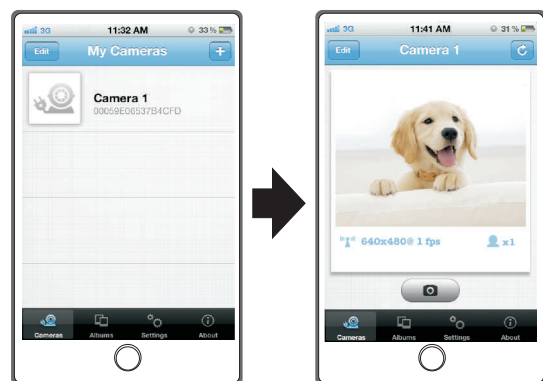 3G 11:32 AM 33 %
Edit My Cameras +
Camera 1
00059E06537B4CFD
Cameras Albums Settings About
3G 11:41 AM 31 %
Edit Camera 1
640x480@ 1 fps x1
Cameras Albums Settings About